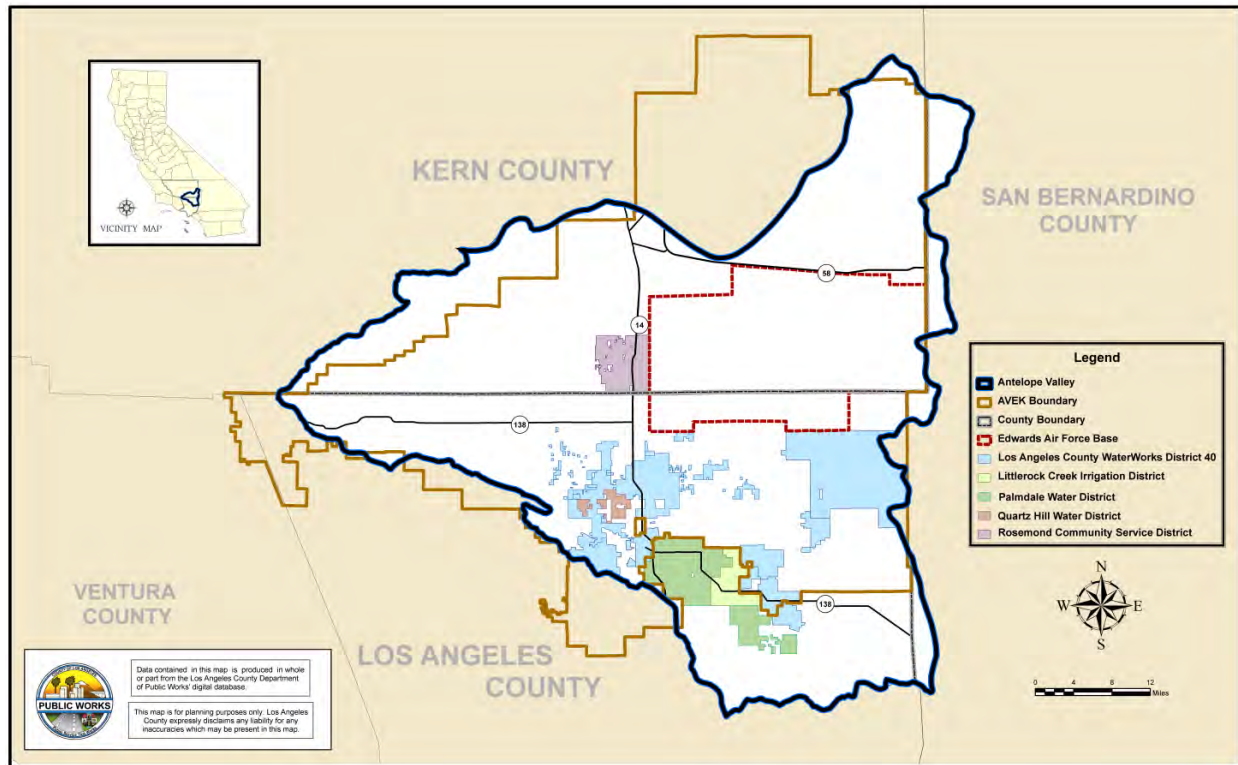 KERN COUNTY
SAN BERNARDINO
COUNTY
VICINITY MAP
58
14
138
Legend
Antelope Valley
AVEK Boundary
County Boundary
Edwards Air Force Base
Los Angeles County WaterWorks District 40
Littlerock Creek Irrigation District
Palmdale Water District
Quartz Hill Water District
Rosemond Community Service District
N
W
E
S
138
VENTURA
COUNTY
LOS ANGELES
COUNTY
PUBLIC WORKS
Data contained in this map is produced in whole
or part from the Los Angeles County Department
of Public Works' digital database.
This map is for planning purposes only. Los Angeles
County expressly disclaims any liability for any
inaccuracies which may be present in this map.
0 4 8 12
Miles